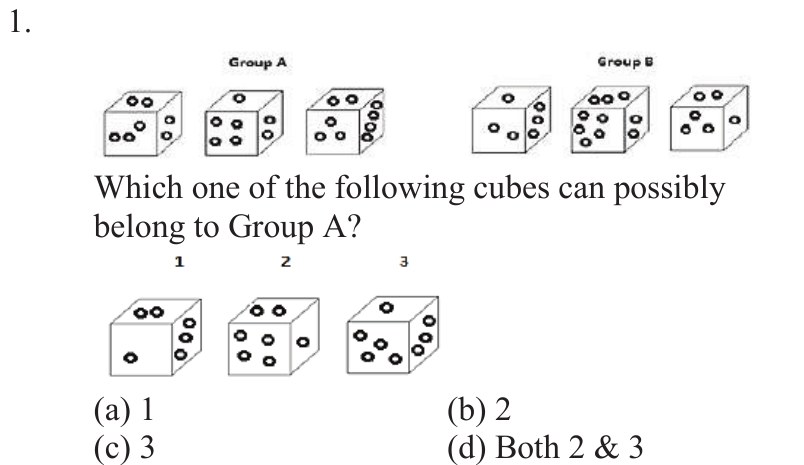 1.
Group A Group B
Which one of the following cubes can possibly
belong to Group A?
1 2 3
(a) 1 (b) 2
(c) 3 (d) Both 2 & 3